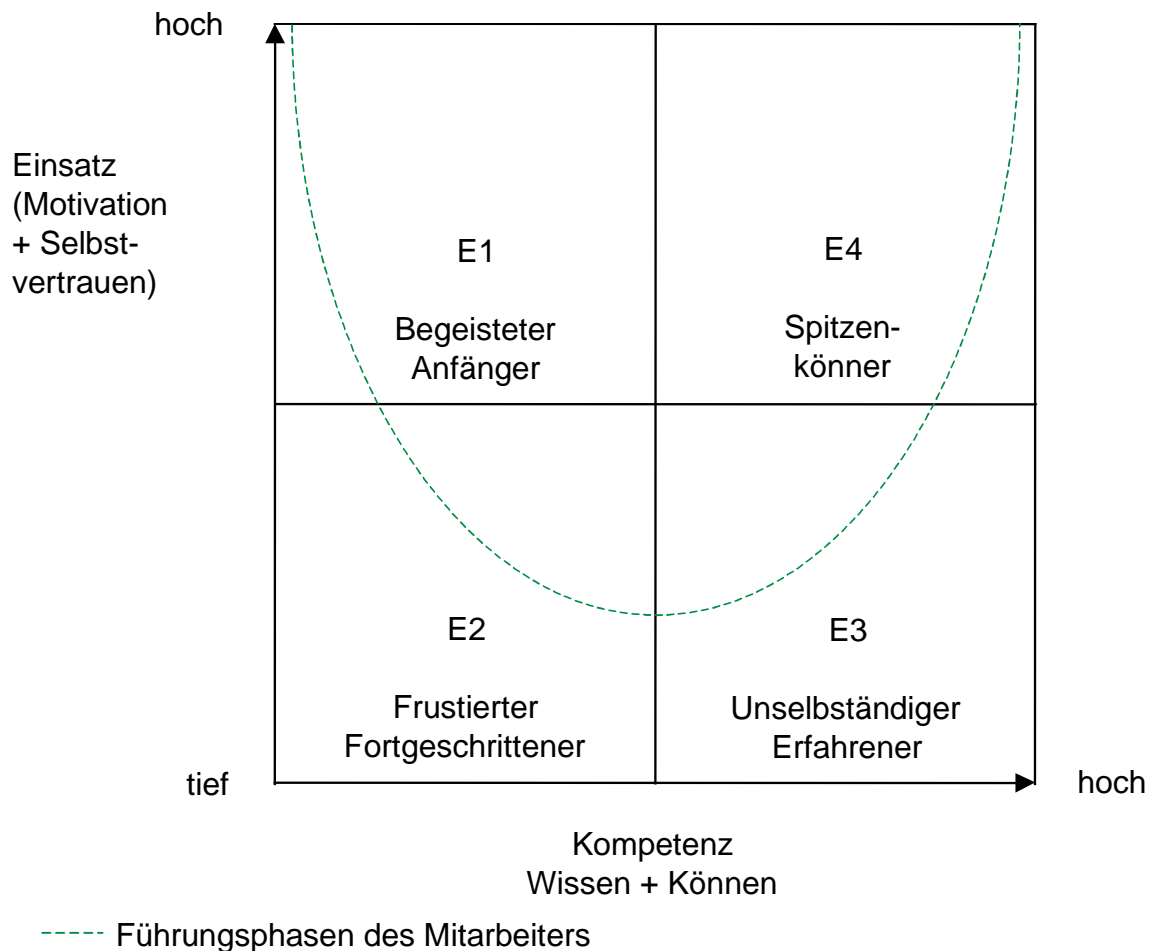 hoch
Einsatz
(Motivation
+ Selbst-
vertrauen)
E1
Begeisteter
Anfänger
E4
Spitzen-
könner
E2
Frustierter
Fortgeschrittener
E3
Unselbständiger
Erfahrener
tief
hoch
Kompetenz
Wissen + Können
Führungsphasen des Mitarbeiters